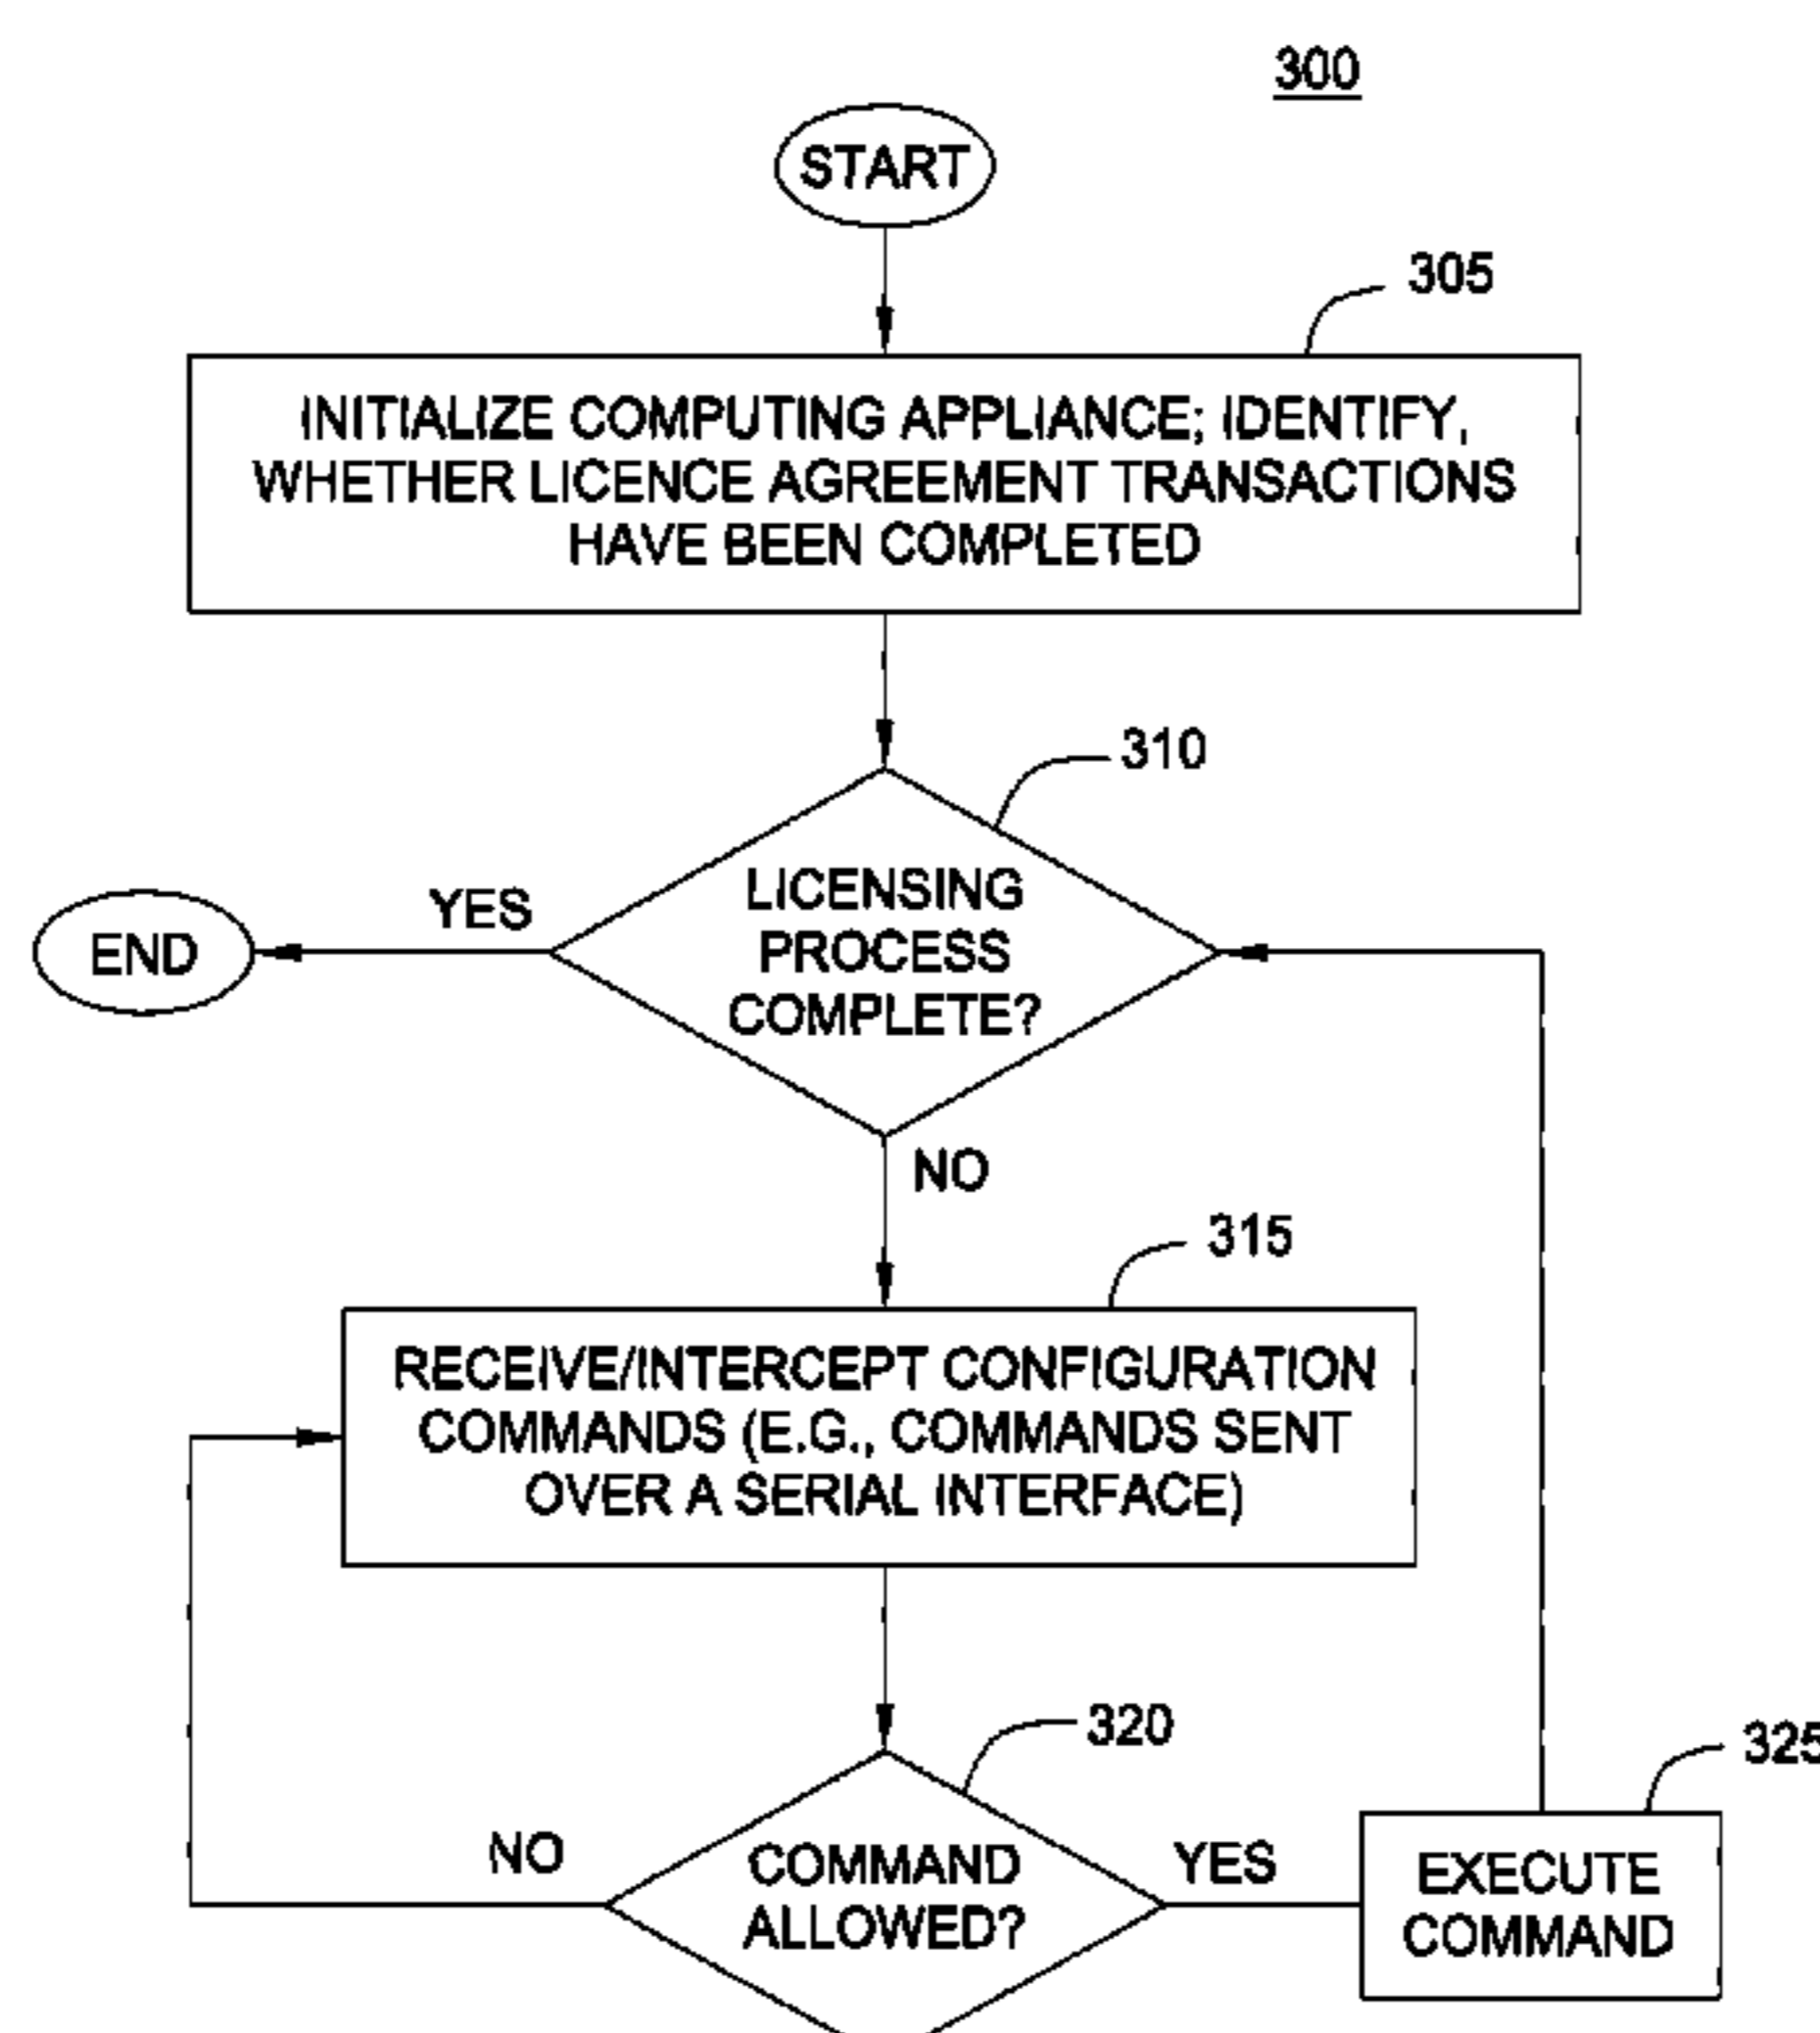 300
START
305
INITIALIZE COMPUTING APPLIANCE; IDENTIFY,
WHETHER LICENCE AGREEMENT TRANSACTIONS
HAVE BEEN COMPLETED
310
LICENSING
PROCESS
COMPLETE?
YES
END
NO
315
RECEIVE/INTERCEPT CONFIGURATION
COMMANDS (E.G., COMMANDS SENT
OVER A SERIAL INTERFACE)
320
325
NO
COMMAND
ALLOWED?
YES
EXECUTE
COMMAND